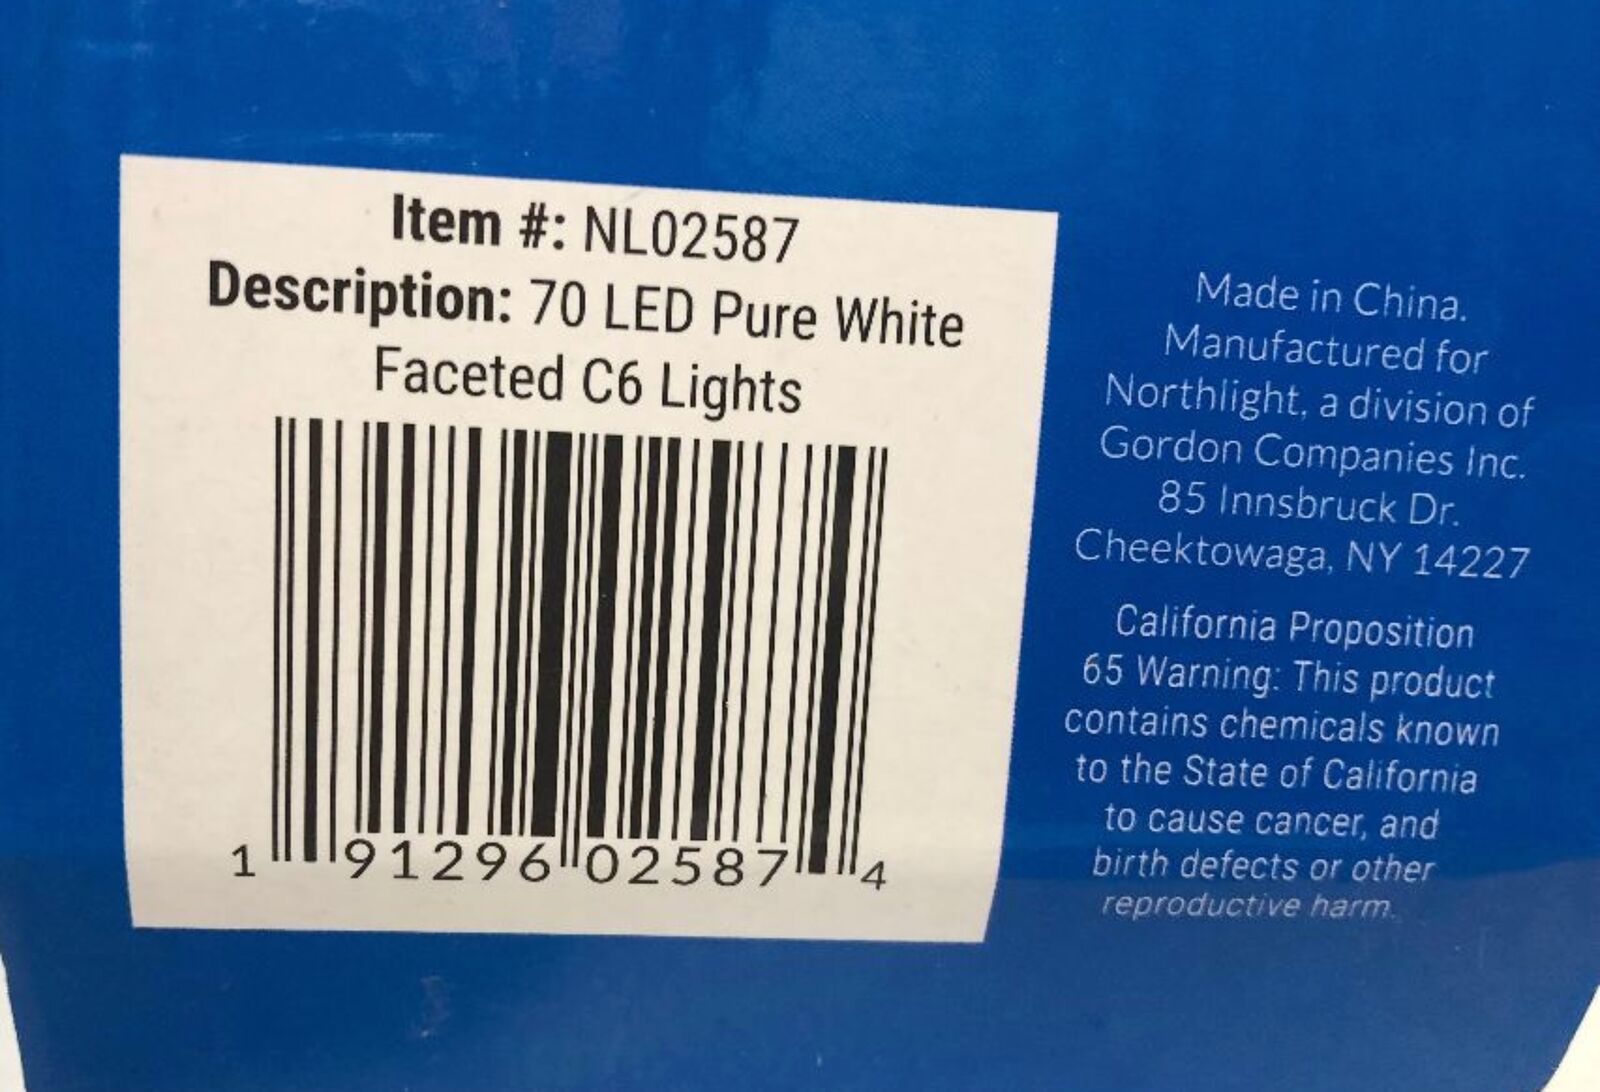 Item #: NL02587
Description: 70 LED Pure White
Faceted C6 Lights
1 91296 02587 4
Made in China.
Manufactured for
Northlight, a division of
Gordon Companies Inc.
85 Innsbruck Dr.
Cheektowaga, NY 14227
California Proposition
65 Warning: This product
contains chemicals known
to the State of California
to cause cancer, and
birth defects or other
reproductive harm.